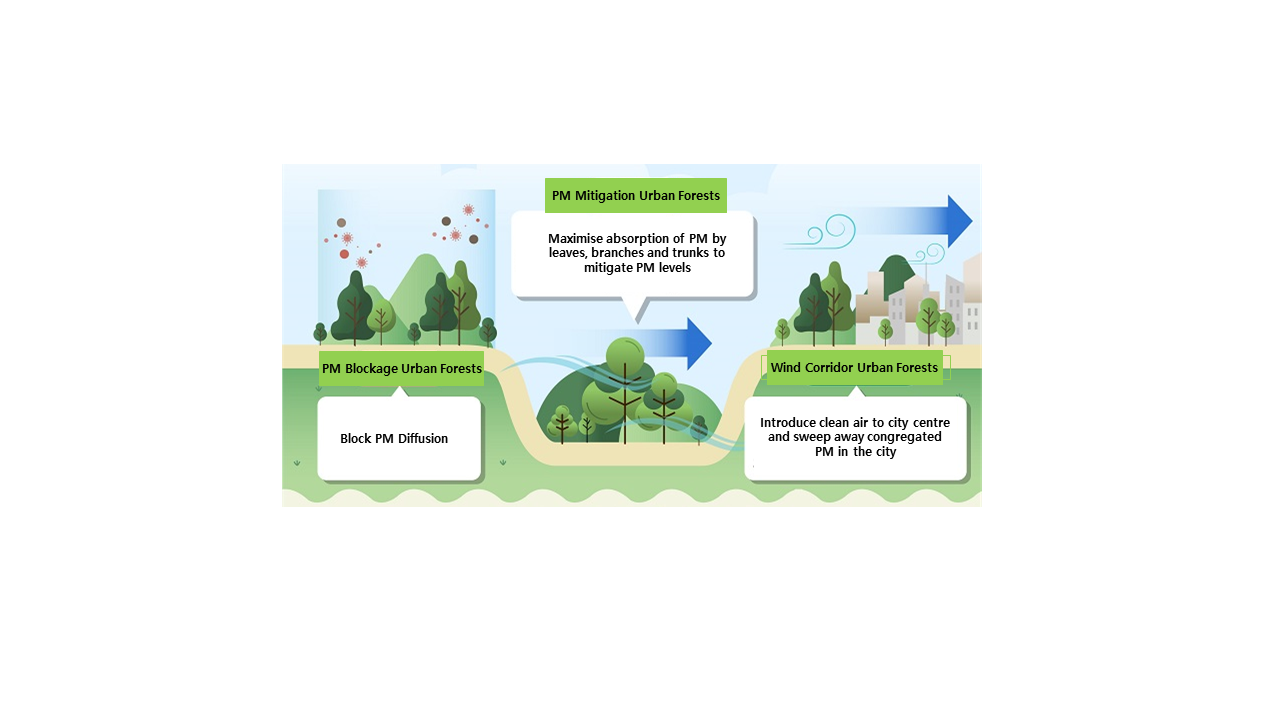 PM Mitigation Urban Forests
Maximise absorption of PM by
leaves, branches and trunks to
mitigate PM levels
PM Blockage Urban Forests
Block PM Diffusion
Wind Corridor Urban Forests
Introduce clean air to city centre
and sweep away congregated
PM in the city